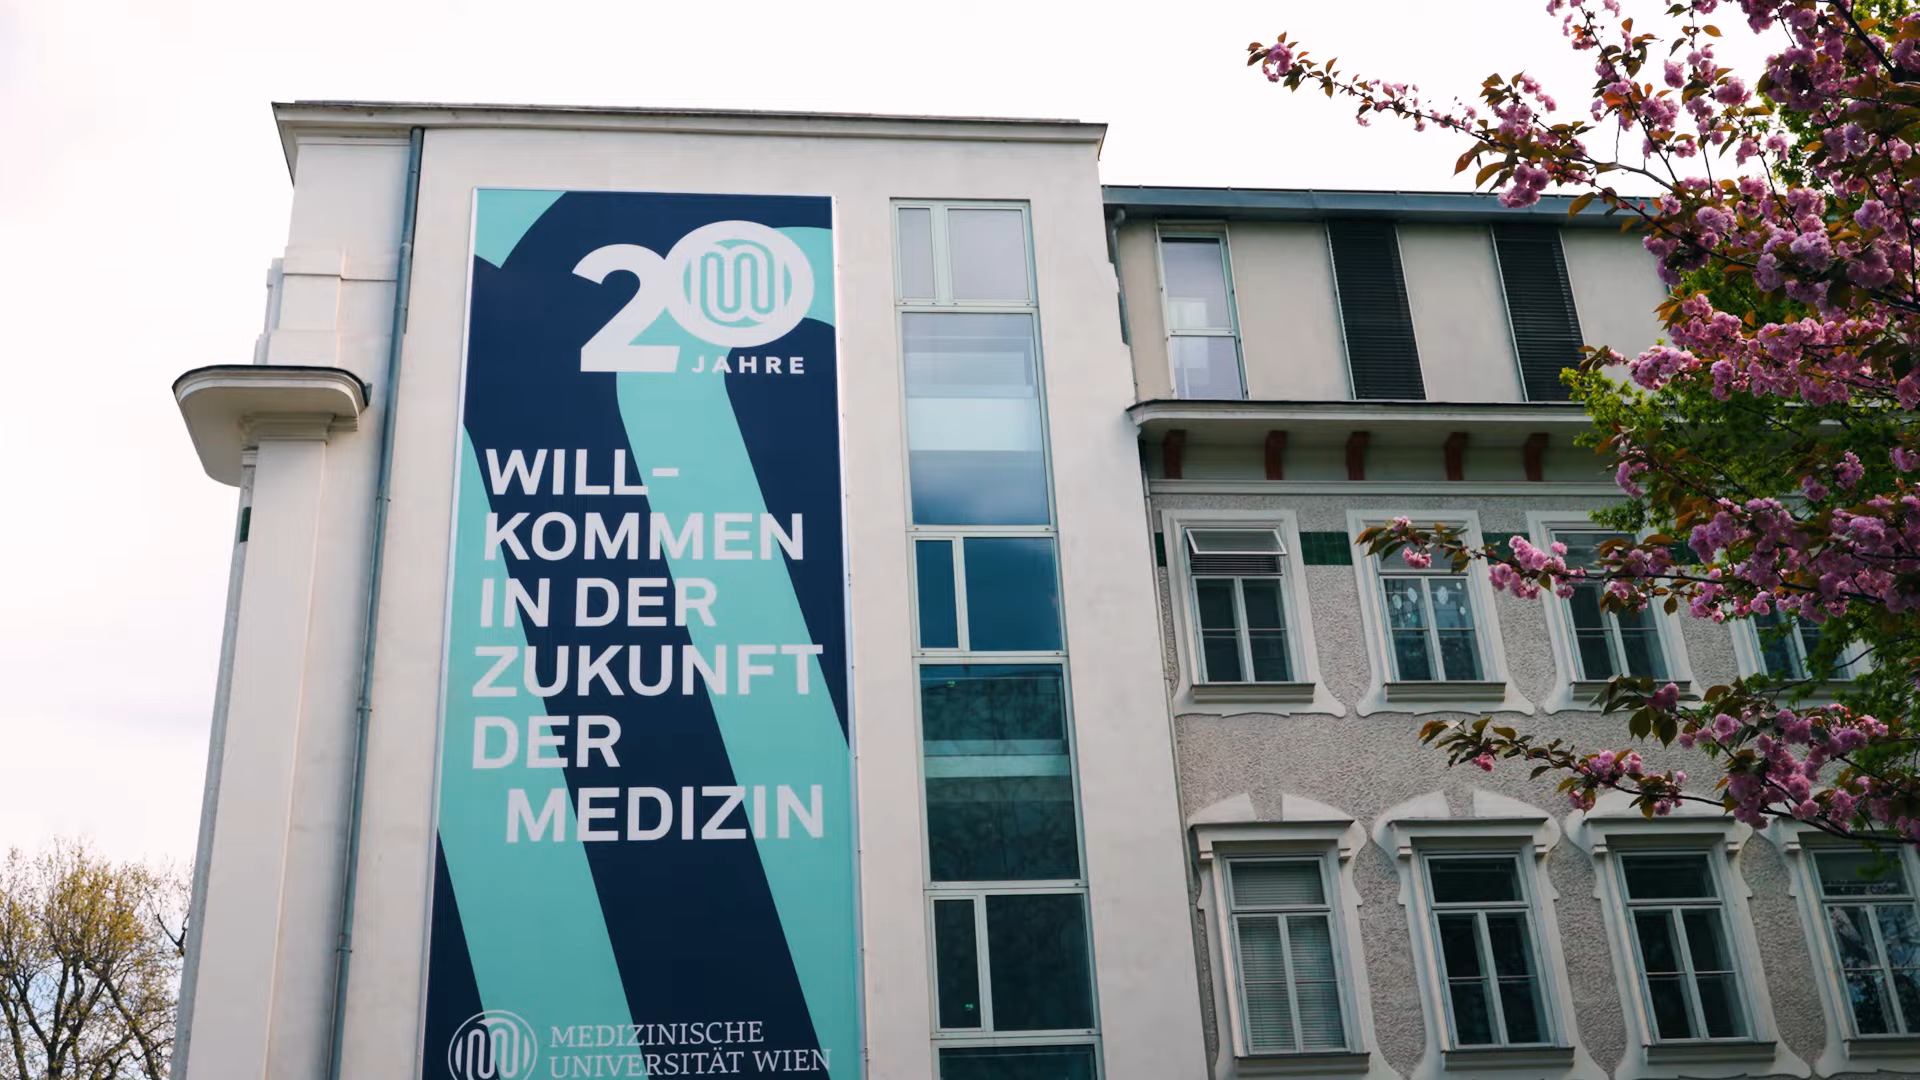 20
JAHRE
WILL-
KOMMEN
IN DER
ZUKUNFT
DER
MEDIZIN
MEDIZINISCHE
UNIVERSITÄT WIEN